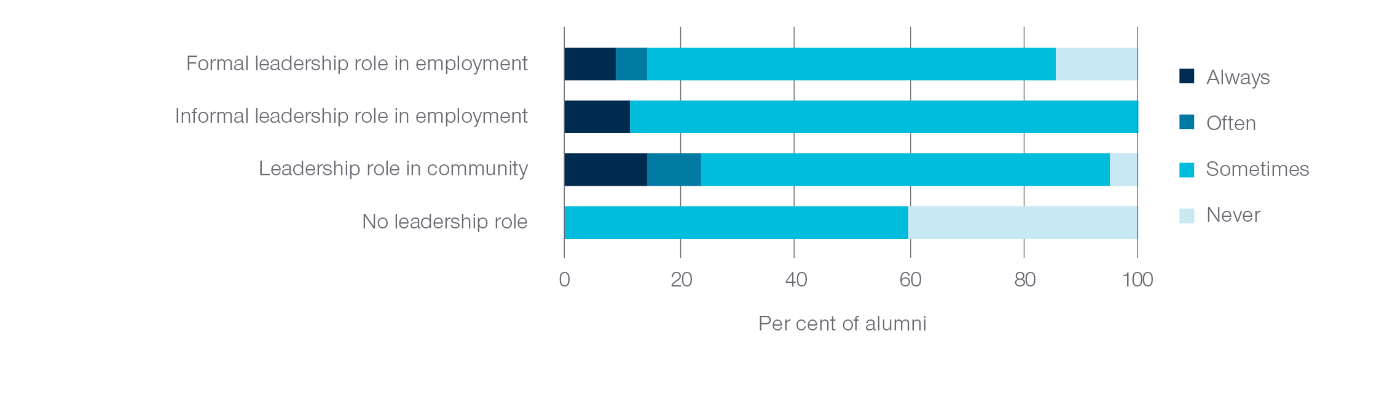 Formal leadership role in employment
Informal leadership role in employment
Leadership role in community
No leadership role
0 20 40 60 80 100
Per cent of alumni
Always
Often
Sometimes
Never